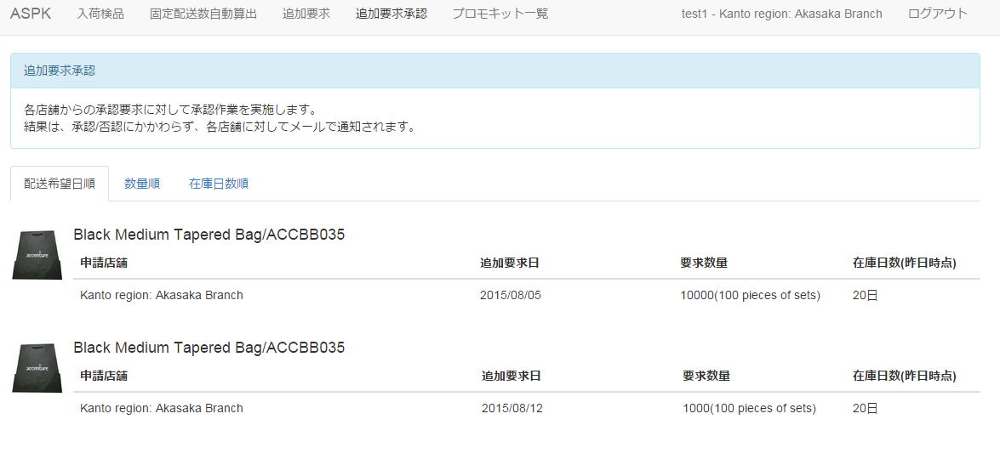 ASPK 入荷検品 固定配送数自動算出 追加要求 追加要求承認 プロモキット一覧 test1 - Kanto region: Akasaka Branch ログアウト
追加要求承認
各店舗からの承認要求に対して承認作業を実施します。
結果は、承認/否認にかかわらず、各店舗に対してメールで通知されます。
配送希望日順 数量順 在庫日数順
accenture
Black Medium Tapered Bag/ACCBB035
申請店舗 追加要求日 要求数量 在庫日数(昨日時点)
Kanto region: Akasaka Branch 2015/08/05 10000(100 pieces of sets) 20日
accenture
Black Medium Tapered Bag/ACCBB035
申請店舗 追加要求日 要求数量 在庫日数(昨日時点)
Kanto region: Akasaka Branch 2015/08/12 1000(100 pieces of sets) 20日